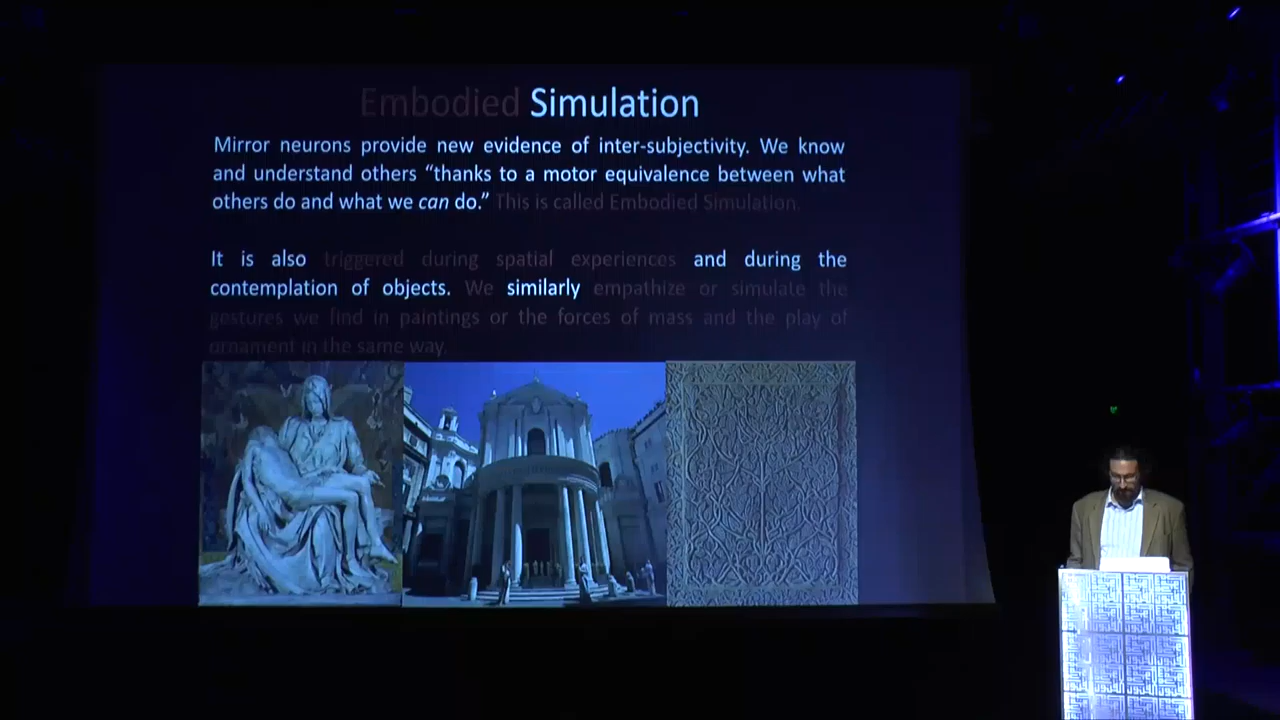 Embodied Simulation
Mirror neurons provide new evidence of inter-subjectivity. We know
and understand others “thanks to a motor equivalence between what
others do and what we can do.” This is called Embodied Simulation.
It is also triggered during spatial experiences and during the
contemplation of objects. We similarly empathize or simulate the
gestures we find in paintings or the forces of mass and the play of
ornament in the same way.